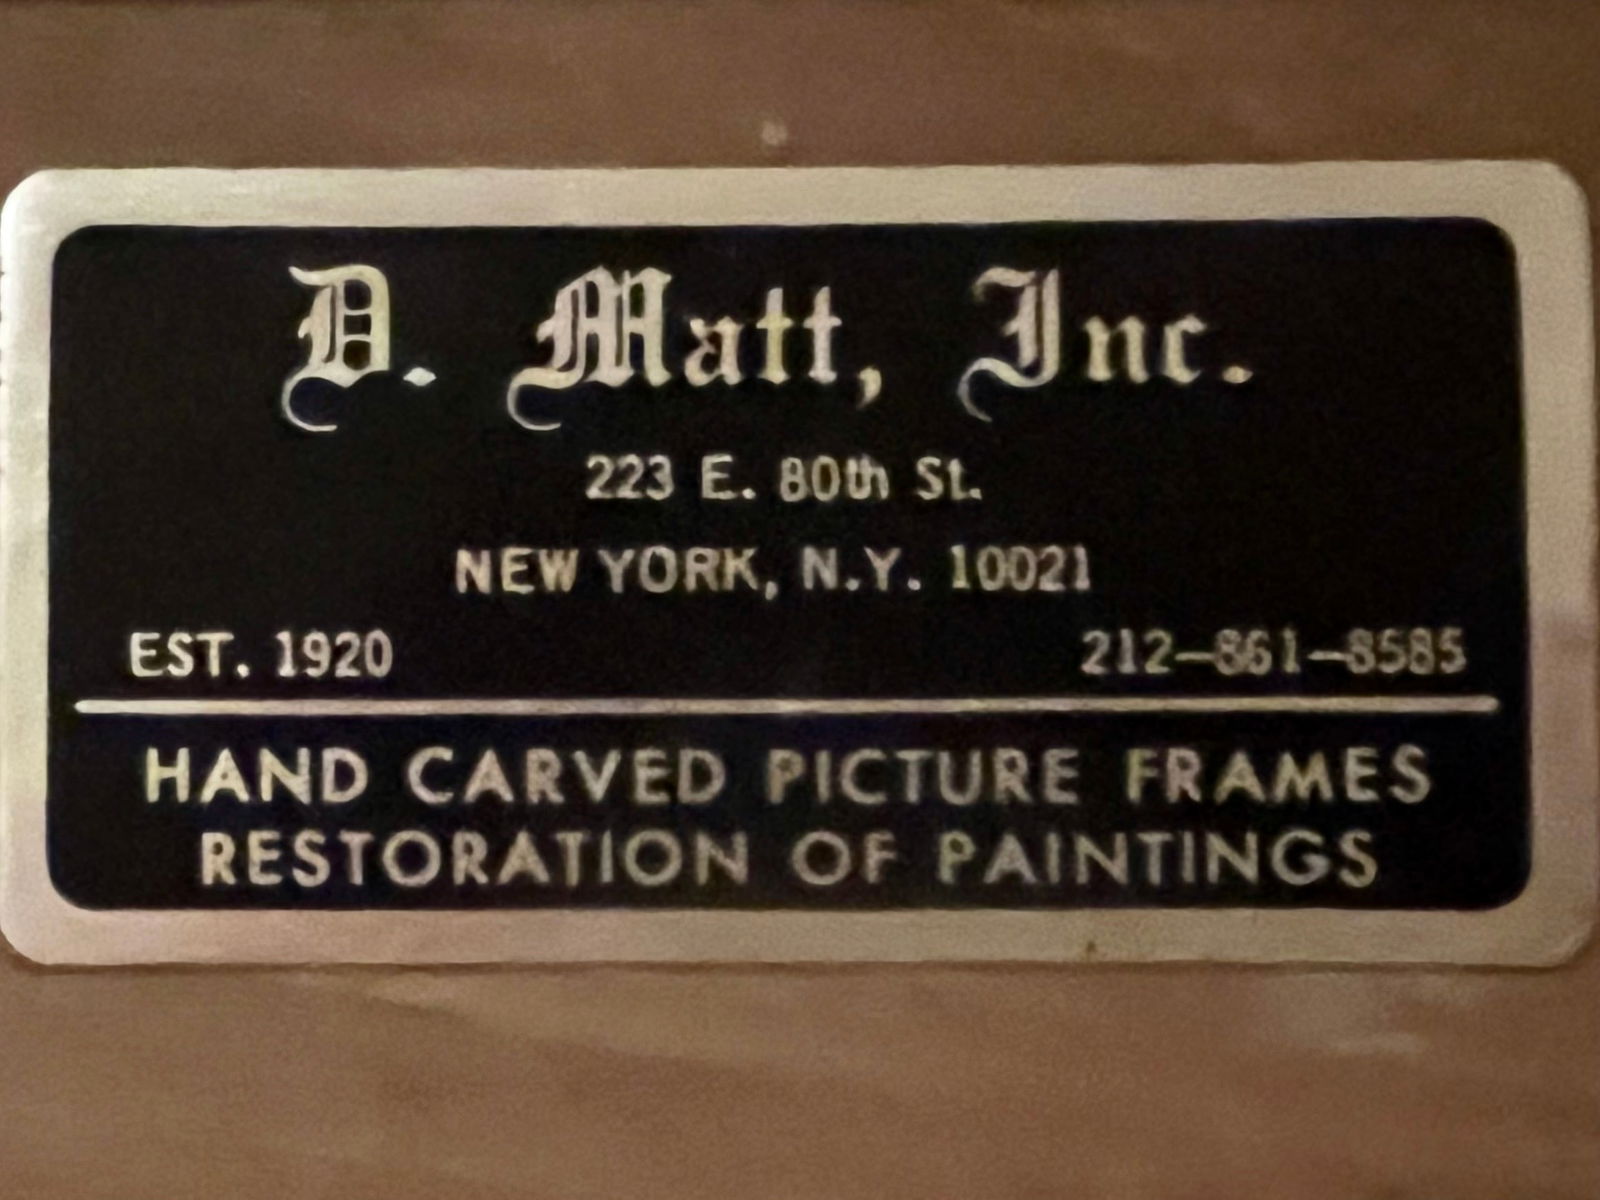 D. Matt, Inc.
223 E. 80th St.
NEW YORK, N.Y. 10021
EST. 1920 212-861-8585
HAND CARVED PICTURE FRAMES
RESTORATION OF PAINTINGS